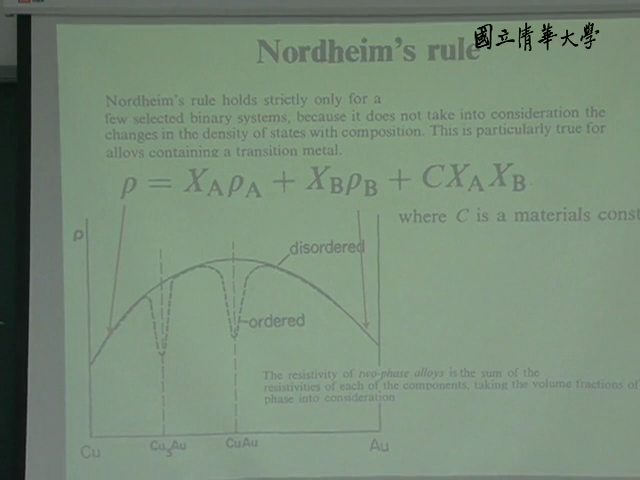 Nordheim's rule
國立清華大學
Nordheim's rule holds strictly only for a
few selected binary systems, because it does not take into consideration the
changes in the density of states with composition. This is particularly true for
alloys containing a transition metal.
ρ = X_Aρ_A + X_Bρ_B + CX_AX_B
where C is a materials const
ρ
disordered
ordered
The resistivity of two-phase alloys is the sum of the
resistivities of each of the components, taking the volume fractions of
phase into consideration
Cu Cu₃Au CuAu Au